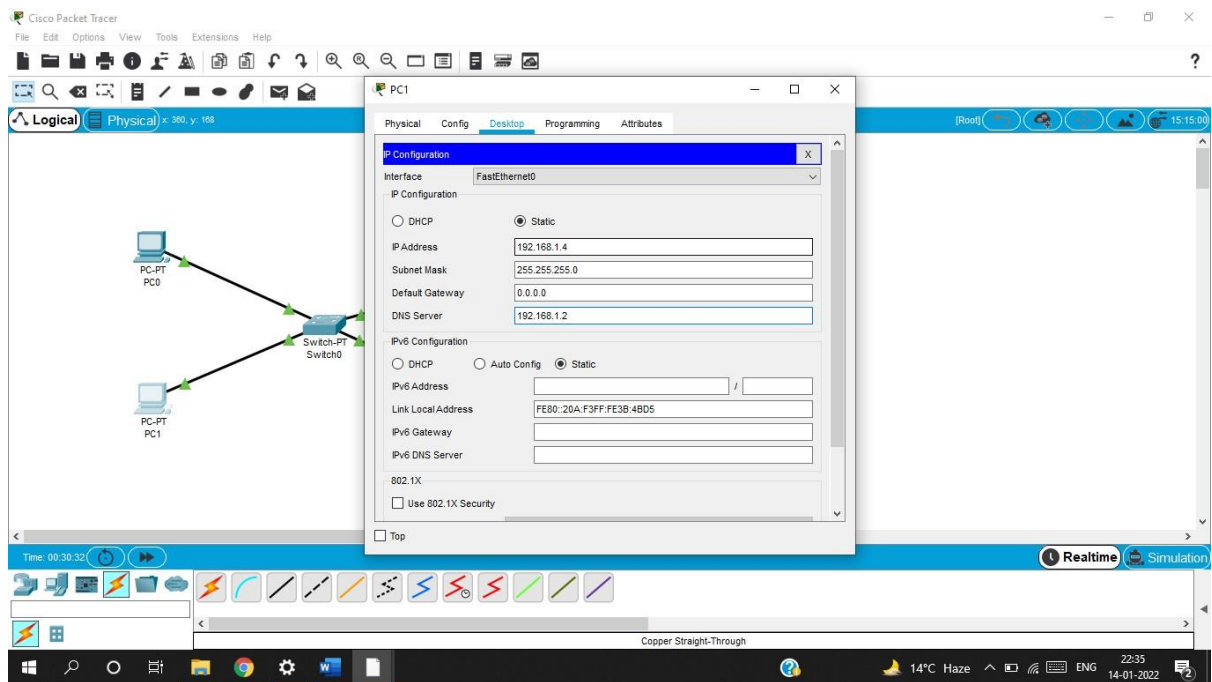 Cisco Packet Tracer
File Edit Options View Tools Extensions Help
?
PC1
Logical Physical x: 360, y: 168 [Root] 15:15:00
Physical Config Desktop Programming Attributes
IP Configuration X
Interface FastEthernet0
IP Configuration
DHCP Static
IP Address 192.168.1.4
Subnet Mask 255.255.255.0
Default Gateway 0.0.0.0
DNS Server 192.168.1.2
IPv6 Configuration
DHCP Auto Config Static
IPv6 Address /
Link Local Address FE80::20A:F3FF:FE3B:4BD5
IPv6 Gateway
IPv6 DNS Server
802.1X
Use 802.1X Security
Top
PC-PT
PC0
Switch-PT
Switch0
PC-PT
PC1
Time: 00:30:32 Realtime Simulation
Copper Straight-Through
14°C Haze ENG 22:35
14-01-2022 2